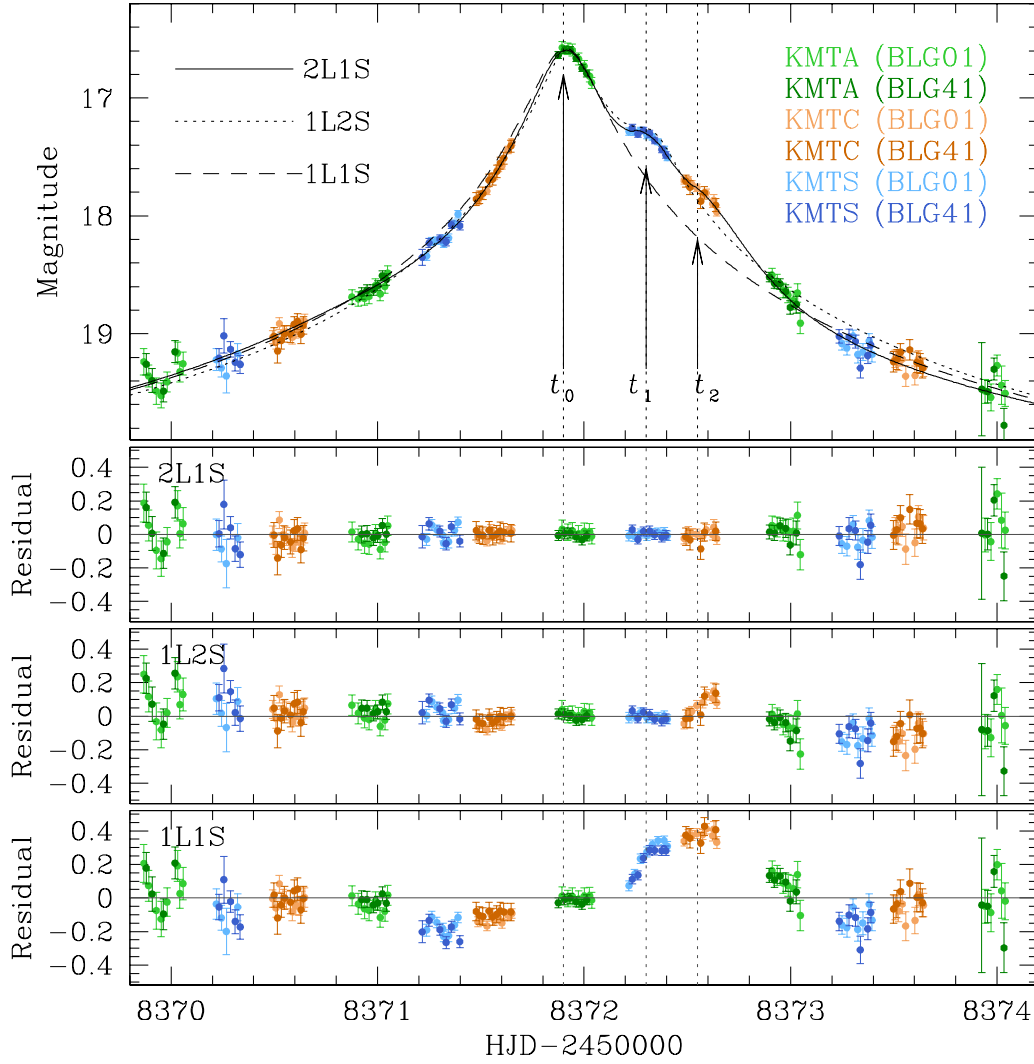 2L1S
1L2S
1L1S
KMTA (BLG01)
KMTA (BLG41)
KMTC (BLG01)
KMTC (BLG41)
KMTS (BLG01)
KMTS (BLG41)
Magnitude
17
18
19
t0
t1
t2
2L1S
Residual
0.4
0.2
0
−0.2
−0.4
1L2S
Residual
0.4
0.2
0
−0.2
−0.4
1L1S
Residual
0.4
0.2
0
−0.2
−0.4
8370 8371 8372 8373 8374
HJD−2450000